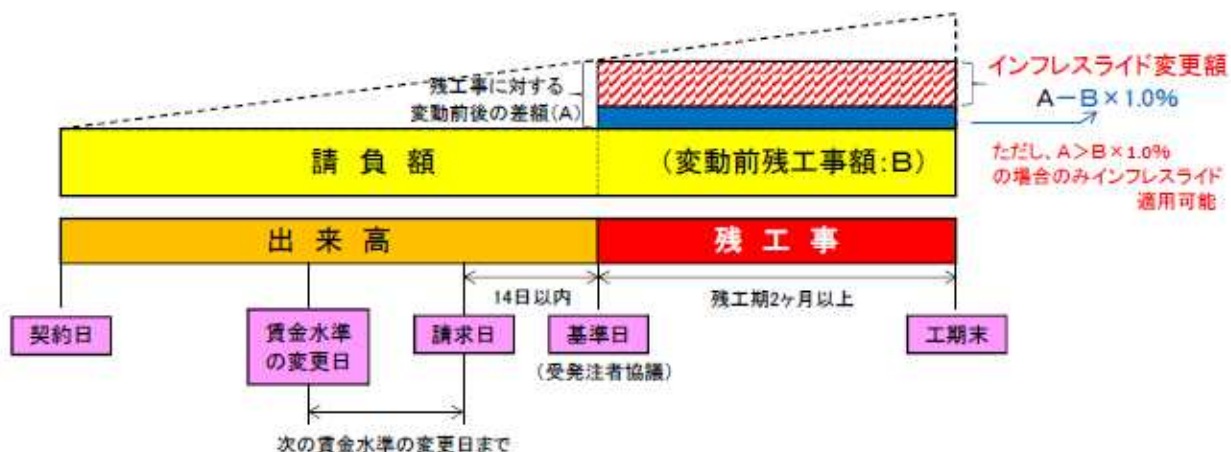 残工事に対する
変動前後の差額(A)
インフレスライド変更額
A－B×1.0%
請負額
(変動前残工事額:B)
ただし、A>B×1.0%
の場合のみインフレスライド
適用可能
出来高
残工事
14日以内
残工期2ヶ月以上
契約日
賃金水準
の変更日
請求日
基準日
工期末
(受発注者協議)
次の賃金水準の変更日まで